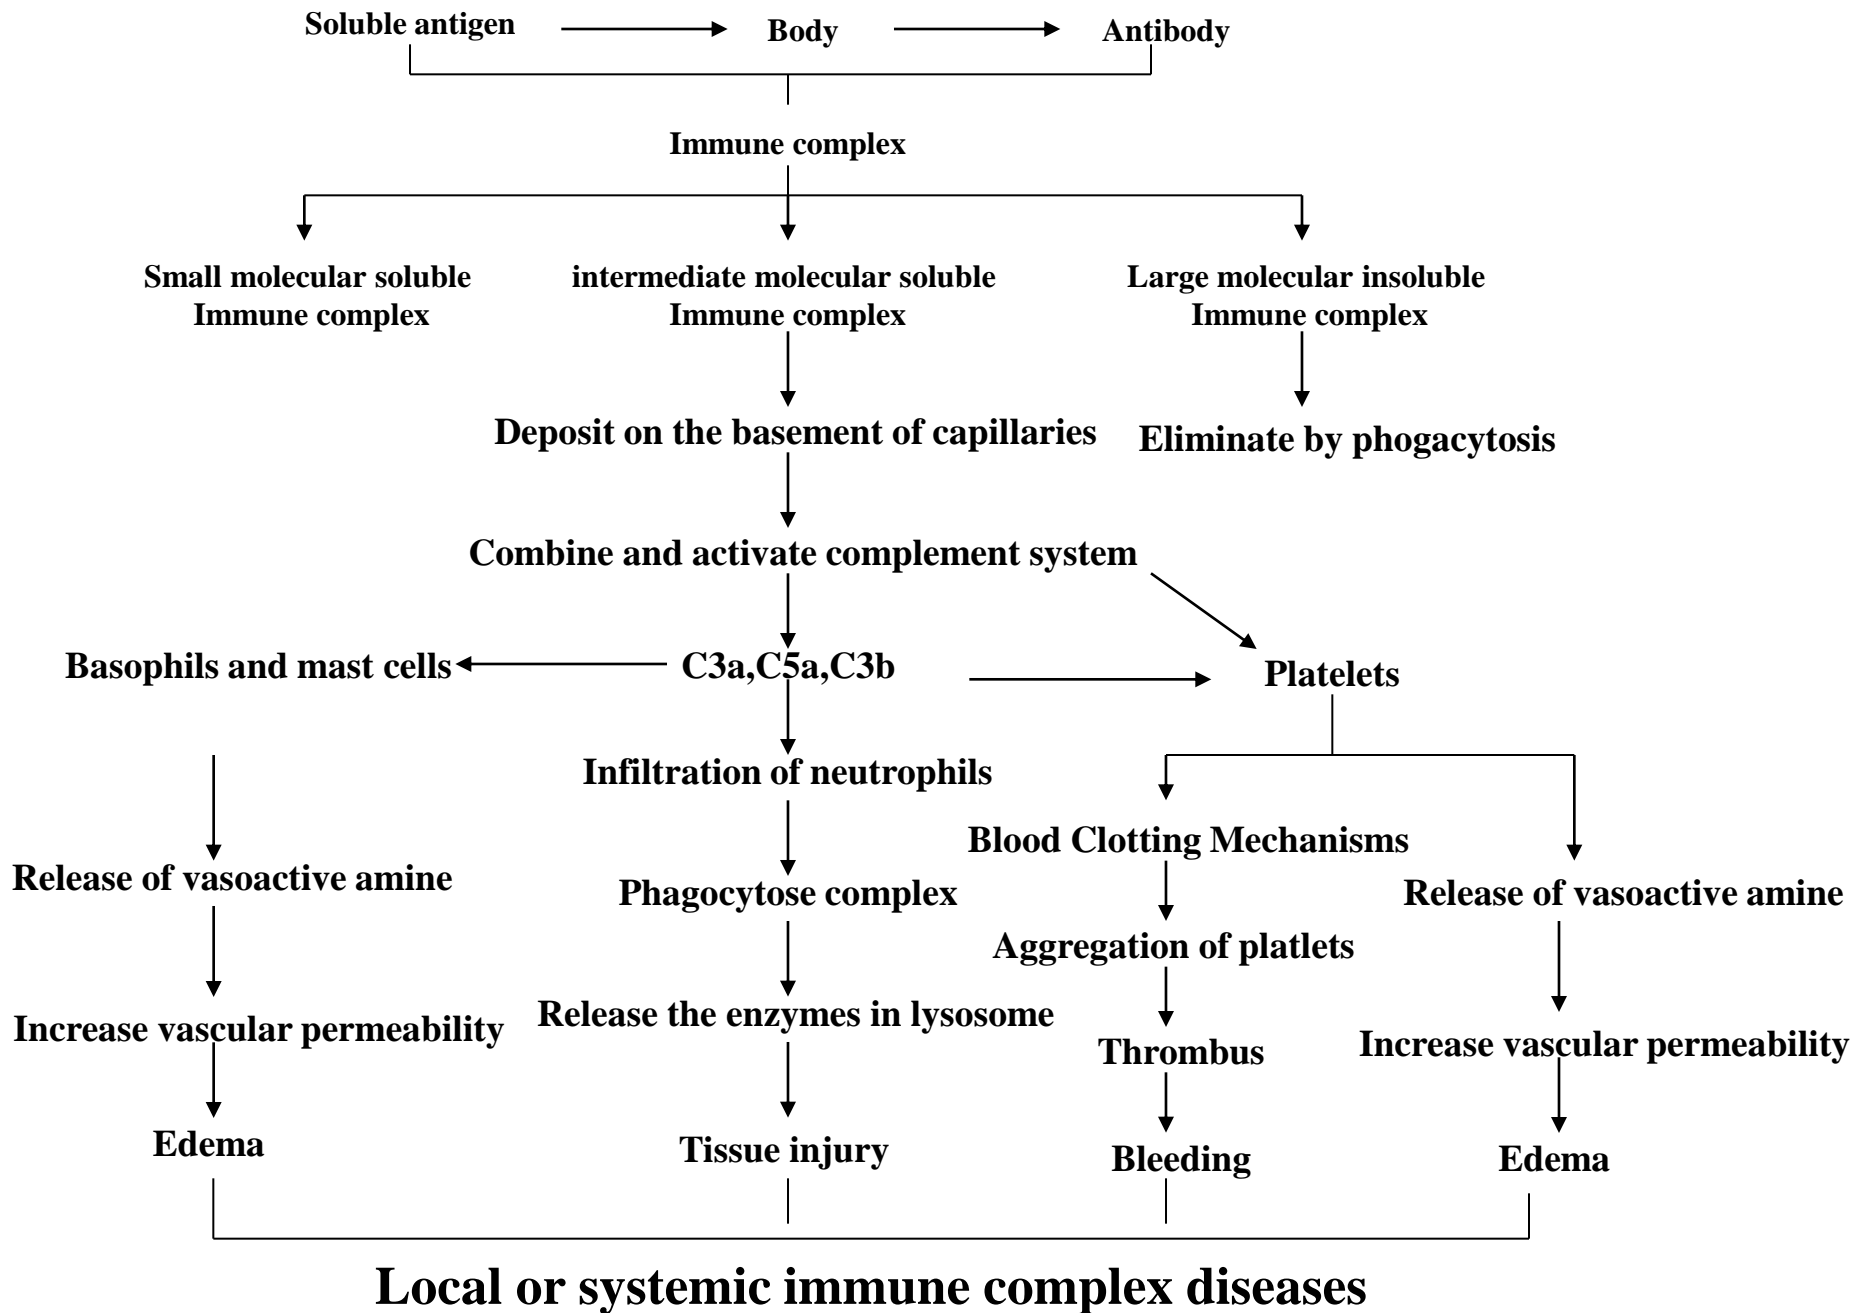 Soluble antigen
Body
Antibody
Immune complex
Small molecular soluble
Immune complex
intermediate molecular soluble
Immune complex
Large molecular insoluble
Immune complex
Deposit on the basement of capillaries
Eliminate by phogacytosis
Combine and activate complement system
Basophils and mast cells
C3a,C5a,C3b
Platelets
Infiltration of neutrophils
Blood Clotting Mechanisms
Release of vasoactive amine
Phagocytose complex
Release of vasoactive amine
Aggregation of platlets
Increase vascular permeability
Release the enzymes in lysosome
Thrombus
Increase vascular permeability
Edema
Tissue injury
Bleeding
Edema
Local or systemic immune complex diseases